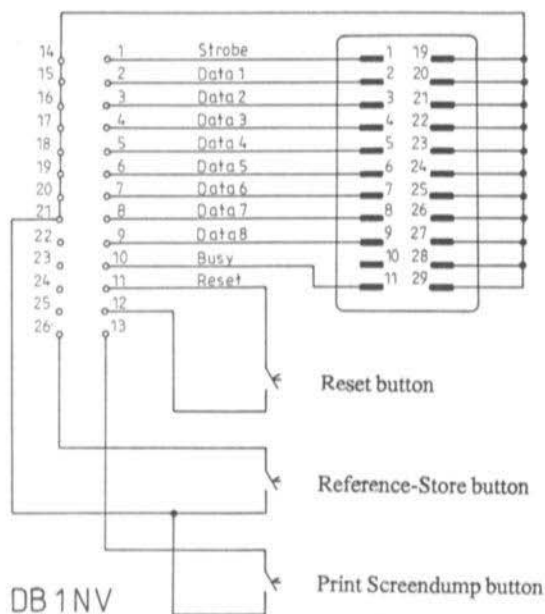 14 1 Strobe 1 19
15 2 Data 1 2 20
16 3 Data 2 3 21
17 4 Data 3 4 22
18 5 Data 4 5 23
19 6 Data 5 6 24
20 7 Data 6 7 25
21 8 Data 7 8 26
22 9 Data 8 9 27
23 10 Busy 10 28
24 11 Reset 11 29
25 12
26 13
Reset button
Reference-Store button
Print Screendump button
DB1NV